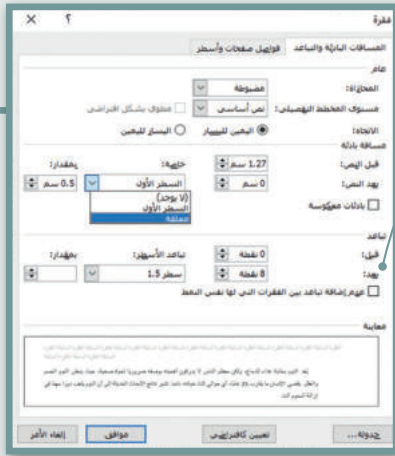 فقرة
؟ ×
المسافات البادئة والتباعد فواصل صفحات وأسطر
عام
المحاذاة: مضبوطة
مستوى المخطط التفصيلي: نص أساسي مطوي بشكل افتراضي
الاتجاه: اليمين لليسار اليسار لليمين
مسافة بادئة
قبل النص: 1.27 سم خاصة: بمقدار:
بعد النص: 0 سم السطر الأول 0.5 سم
(لا يوجد)
السطر الأول
معلقة
بادئات معكوسة
تباعد
قبل: 0 نقطة تباعد الأسطر: بمقدار:
بعد: 8 نقطة سطر 1.5
عدم إضافة تباعد بين الفقرات التي لها نفس النمط
معاينة
جدولة... تعيين كافتراضي موافق إلغاء الأمر